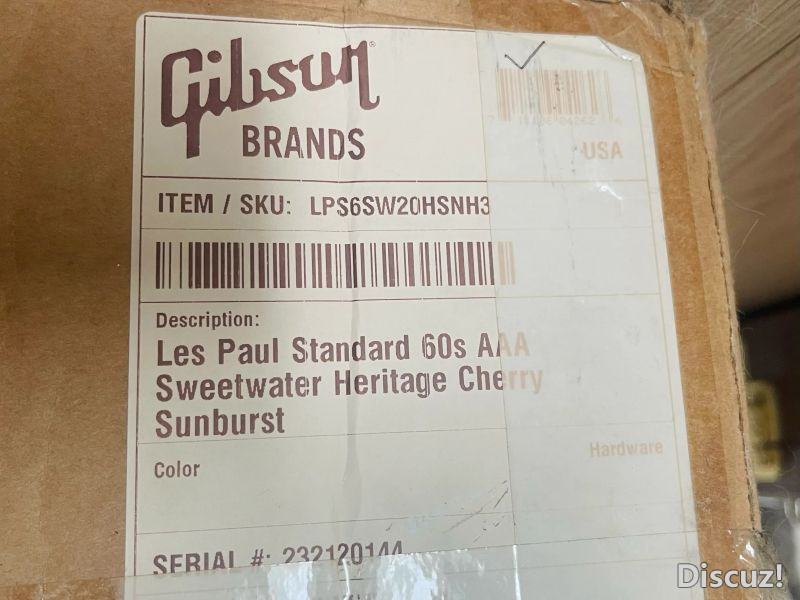 Gibson®
BRANDS
USA
ITEM / SKU: LPS6SW20HSNH3
Description:
Les Paul Standard 60s AAA
Sweetwater Heritage Cherry
Sunburst
Color
Hardware
SERIAL #: 232120144
Discuz!